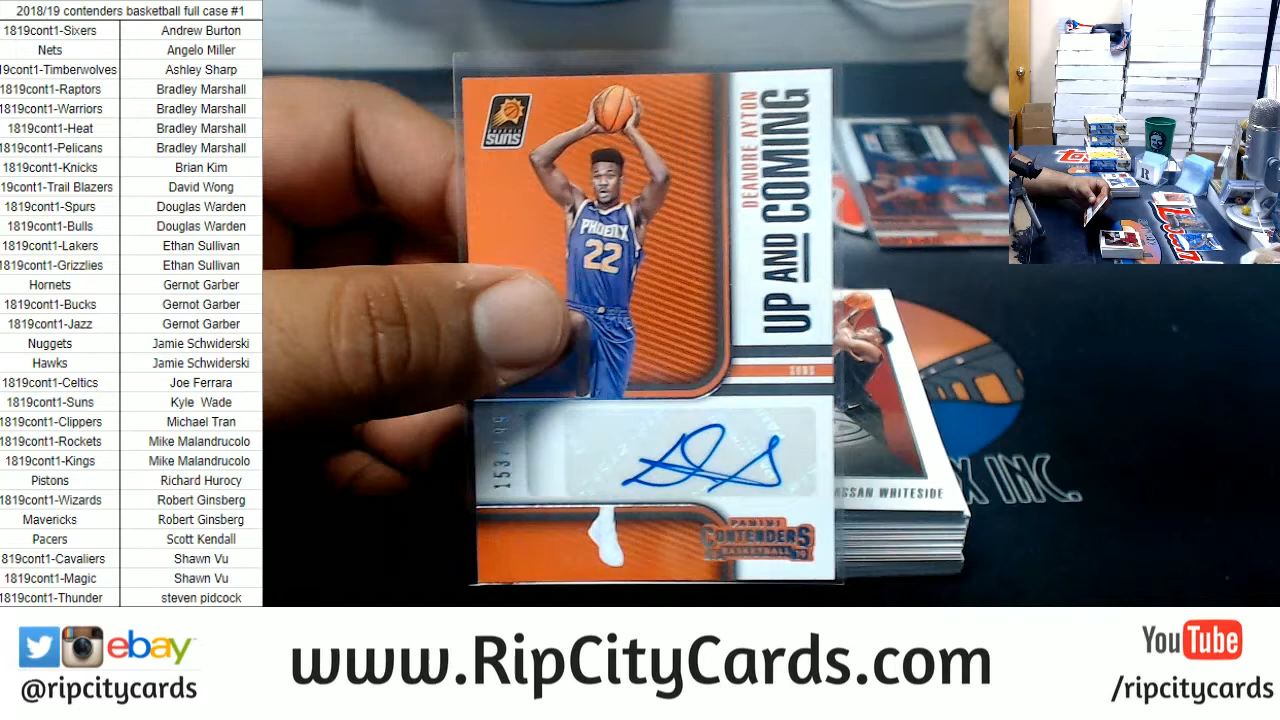 2018/19 contenders basketball full case #1
1819cont1-Sixers Andrew Burton
Nets Angelo Miller
19cont1-Timberwolves Ashley Sharp
1819cont1-Raptors Bradley Marshall
1819cont1-Warriors Bradley Marshall
1819cont1-Heat Bradley Marshall
1819cont1-Pelicans Bradley Marshall
1819cont1-Knicks Brian Kim
19cont1-Trail Blazers David Wong
1819cont1-Spurs Douglas Warden
1819cont1-Bulls Douglas Warden
1819cont1-Lakers Ethan Sullivan
1819cont1-Grizzlies Ethan Sullivan
Hornets Gernot Garber
1819cont1-Bucks Gernot Garber
1819cont1-Jazz Gernot Garber
Nuggets Jamie Schwiderski
Hawks Jamie Schwiderski
1819cont1-Celtics Joe Ferrara
1819cont1-Suns Kyle Wade
1819cont1-Clippers Michael Tran
1819cont1-Rockets Mike Malandrucolo
1819cont1-Kings Mike Malandrucolo
Pistons Richard Hurocy
1819cont1-Wizards Robert Ginsberg
Mavericks Robert Ginsberg
Pacers Scott Kendall
819cont1-Cavaliers Shawn Vu
1819cont1-Magic Shawn Vu
1819cont1-Thunder steven pidcock
SUNS
PHOENIX
22
DEANDRE AYTON
UP AND COMING
SUNS
PANINI
CONTENDERS
BASKETBALL
SSAN WHITESIDE
X INC.
ebay
@ripcitycards
www.RipCityCards.com
YouTube
/ripcitycards